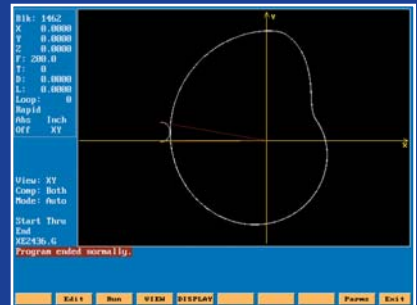 Blk: 1462
X 0.0000
Y 0.0000
Z 0.0000
F: 200.0
T: 0
D: 0.0000
L: 0.0000
Loop: 0
Rapid
Abs Inch
Off XY
Y
X
View: XY
Comp: Both
Mode: Auto
Start Thru
End
XE2436.G
Program ended normally.
Edit Run VIEW DISPLAY Parms Exit